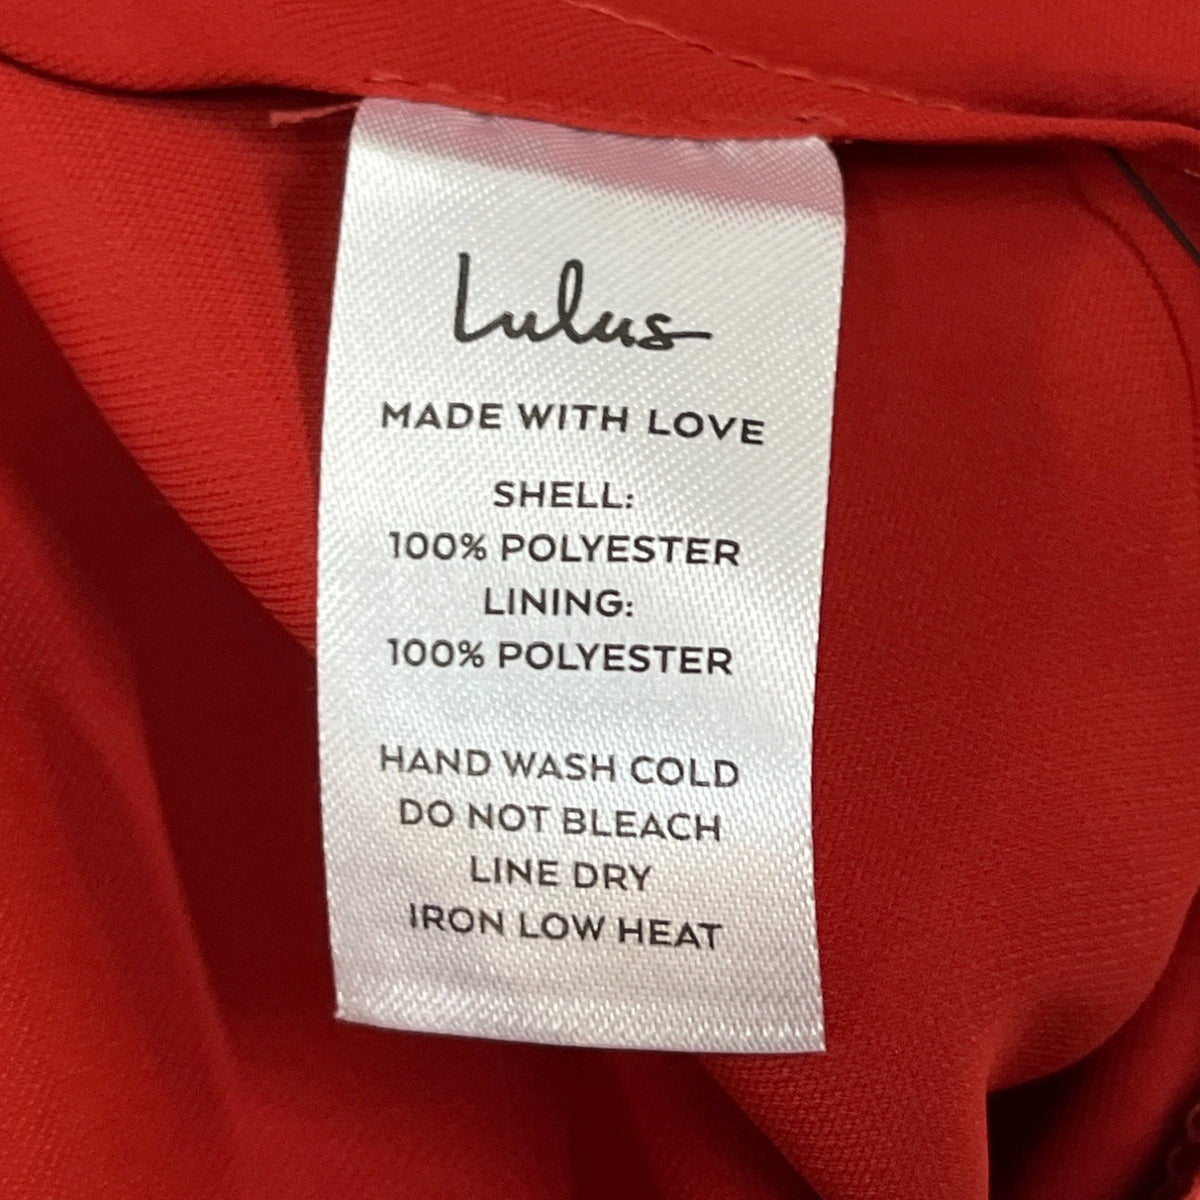 Lulus
MADE WITH LOVE
SHELL:
100% POLYESTER
LINING:
100% POLYESTER
HAND WASH COLD
DO NOT BLEACH
LINE DRY
IRON LOW HEAT